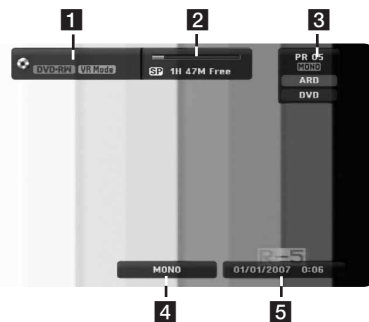 1 2 3
DVD-RW VR Mode
SP 1H 47M Free
PR 05
MONO
ARD
DVD
R-5
MONO
01/01/2007 0:06
4 5